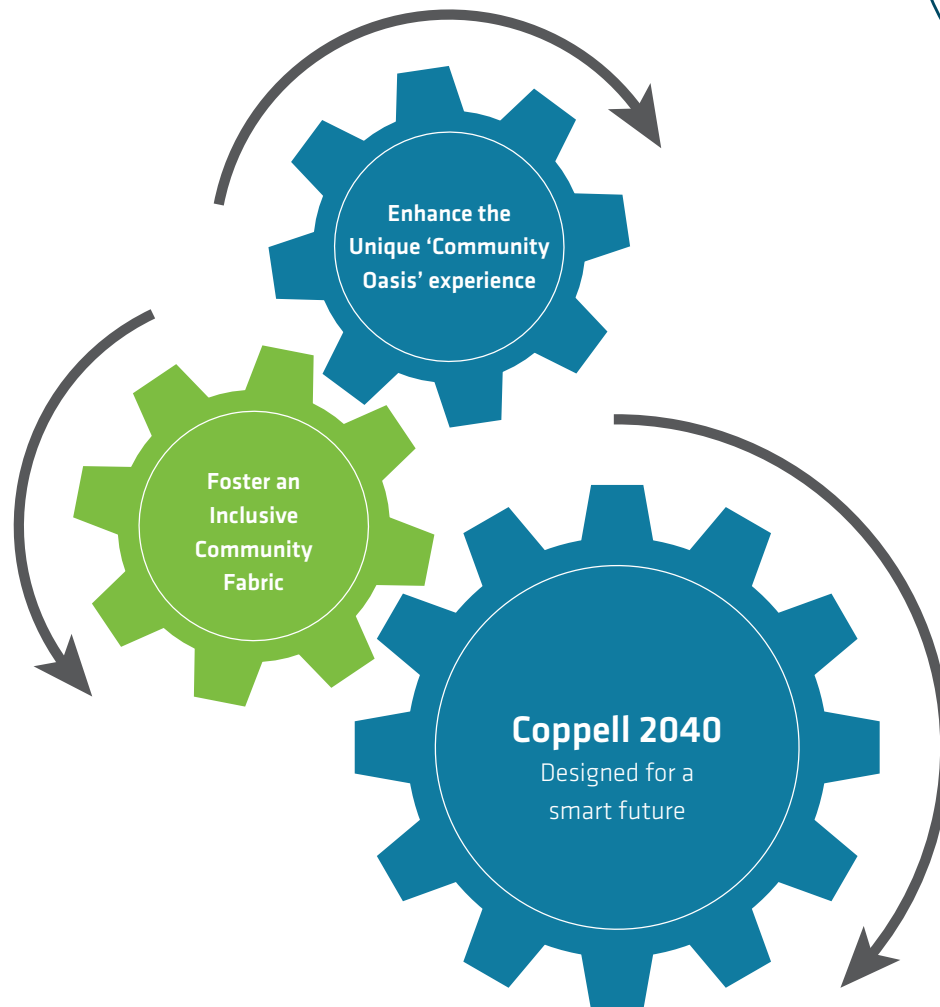 Enhance the
Unique ‘Community
Oasis’ experience
Foster an
Inclusive
Community
Fabric
Coppell 2040
Designed for a
smart future